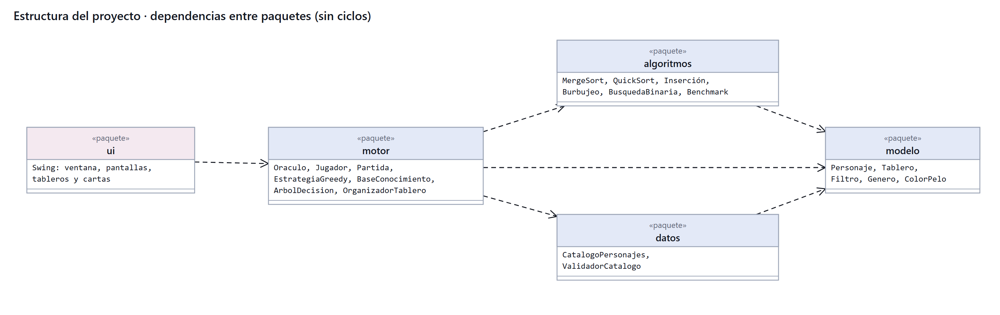 Estructura del proyecto · dependencias entre paquetes (sin ciclos)
«paquete»
algoritmos
MergeSort, QuickSort, Inserción,
Burbujeo, BusquedaBinaria, Benchmark
«paquete»
ui
Swing: ventana, pantallas,
tableros y cartas
«paquete»
motor
Oraculo, Jugador, Partida,
EstrategiaGreedy, BaseConocimiento,
ArbolDecision, OrganizadorTablero
«paquete»
modelo
Personaje, Tablero,
Filtro, Genero, ColorPelo
«paquete»
datos
CatalogoPersonajes,
ValidadorCatalogo